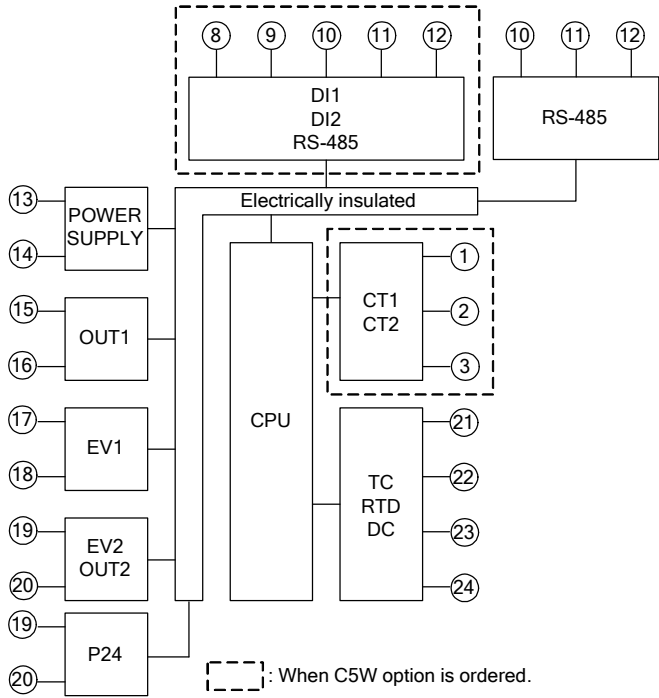 8 9 10 11 12
10 11 12
DI1
DI2
RS-485
RS-485
Electrically insulated
13
14
POWER
SUPPLY
15
16
OUT1
17
18
EV1
19
20
EV2
OUT2
19
20
P24
CPU
CT1
CT2
1
2
3
TC
RTD
DC
21
22
23
24
: When C5W option is ordered.